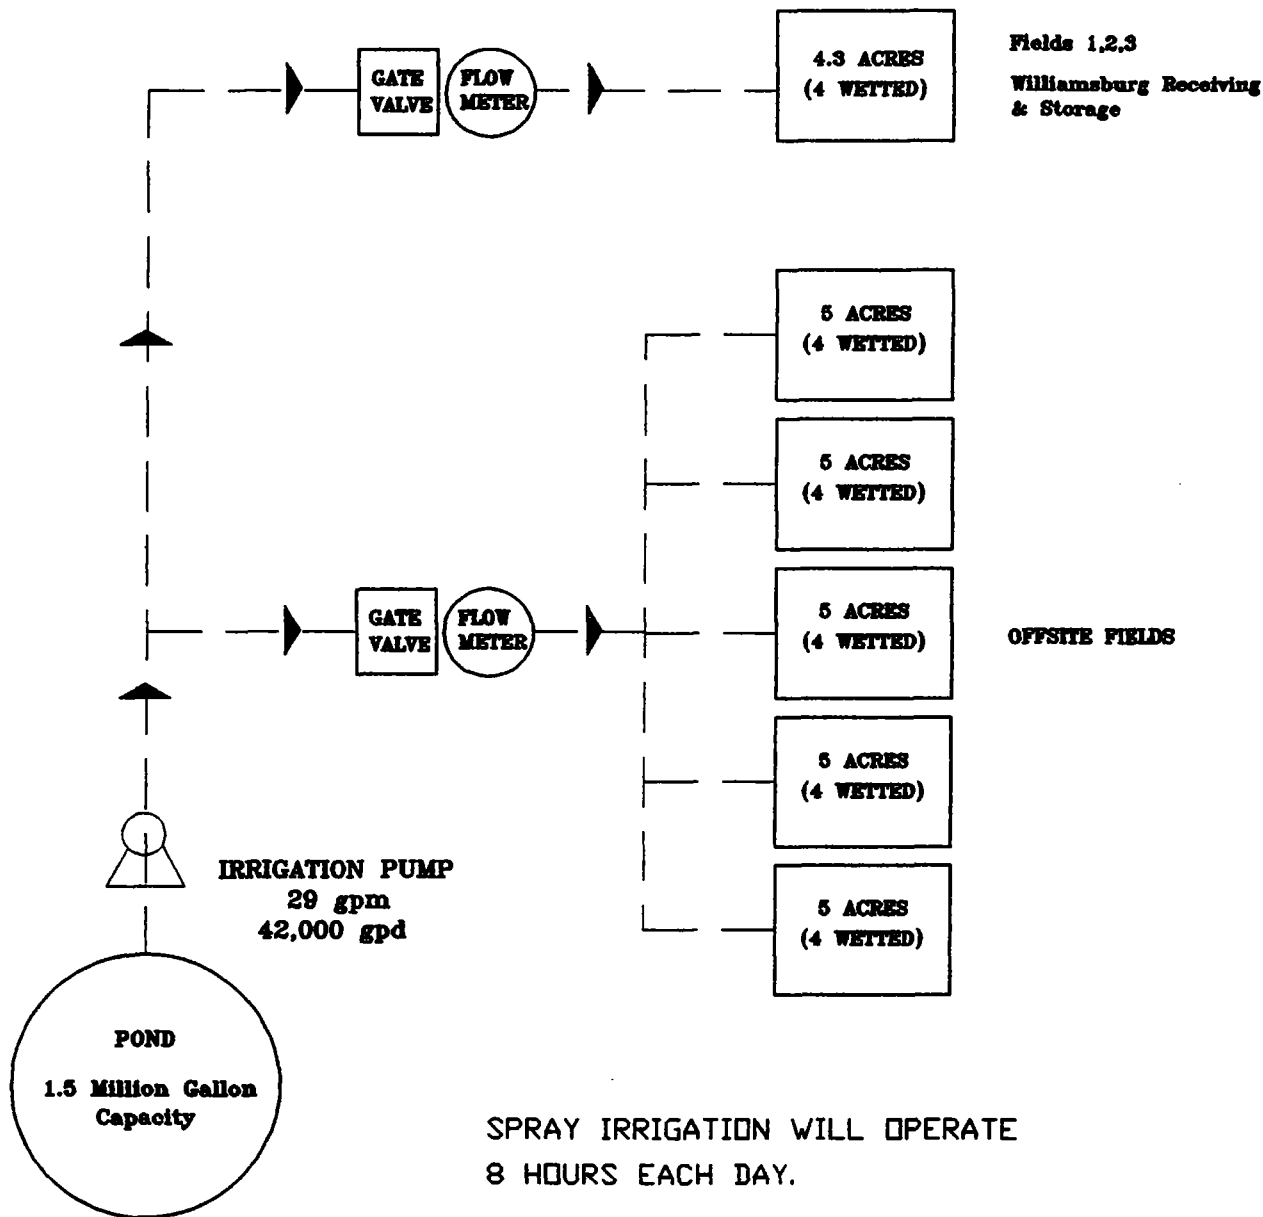 GATE
VALVE
FLOW
METER
4.3 ACRES
(4 WETTED)
Fields 1,2,3
Williamsburg Receiving
& Storage
5 ACRES
(4 WETTED)
5 ACRES
(4 WETTED)
GATE
VALVE
FLOW
METER
5 ACRES
(4 WETTED)
OFFSITE FIELDS
5 ACRES
(4 WETTED)
IRRIGATION PUMP
29 gpm
42,000 gpd
5 ACRES
(4 WETTED)
POND
1.5 Million Gallon
Capacity
SPRAY IRRIGATION WILL OPERATE
8 HOURS EACH DAY.